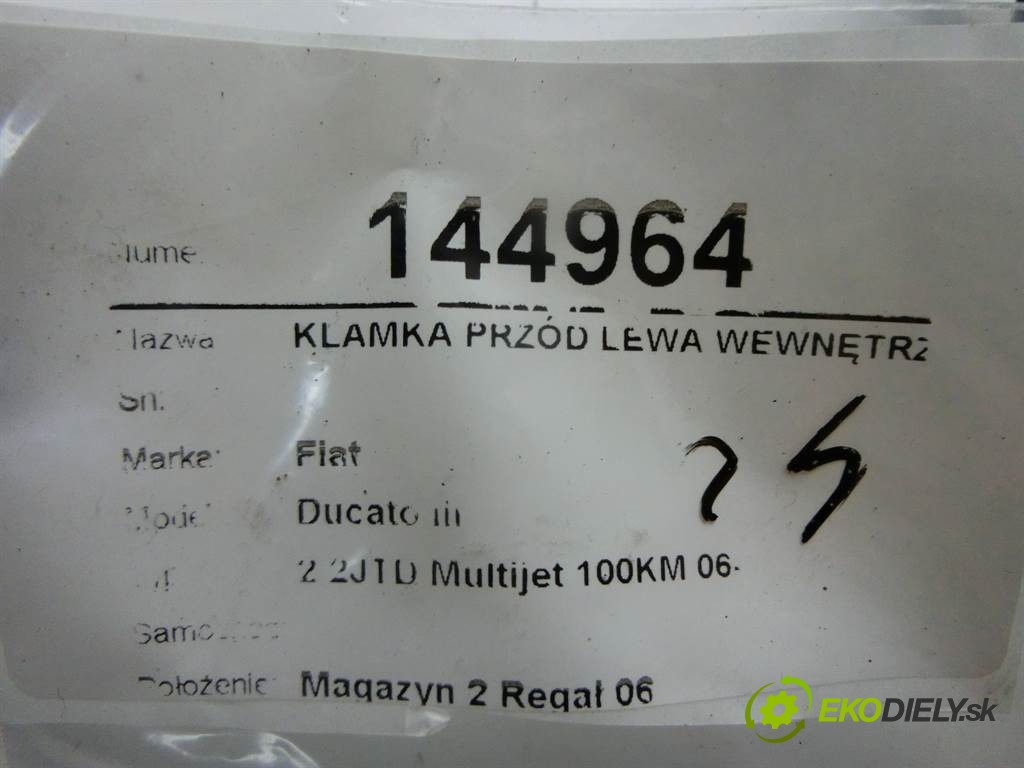 144964
KLAMKA PRZÓD LEWA WEWNĘTRZ
Sn.
Marka: Fiat
Ducato III
2.2JTD Multijet 100KM 06-
Położenie: Magazyn 2 Regał 06
EKODIELY.sk